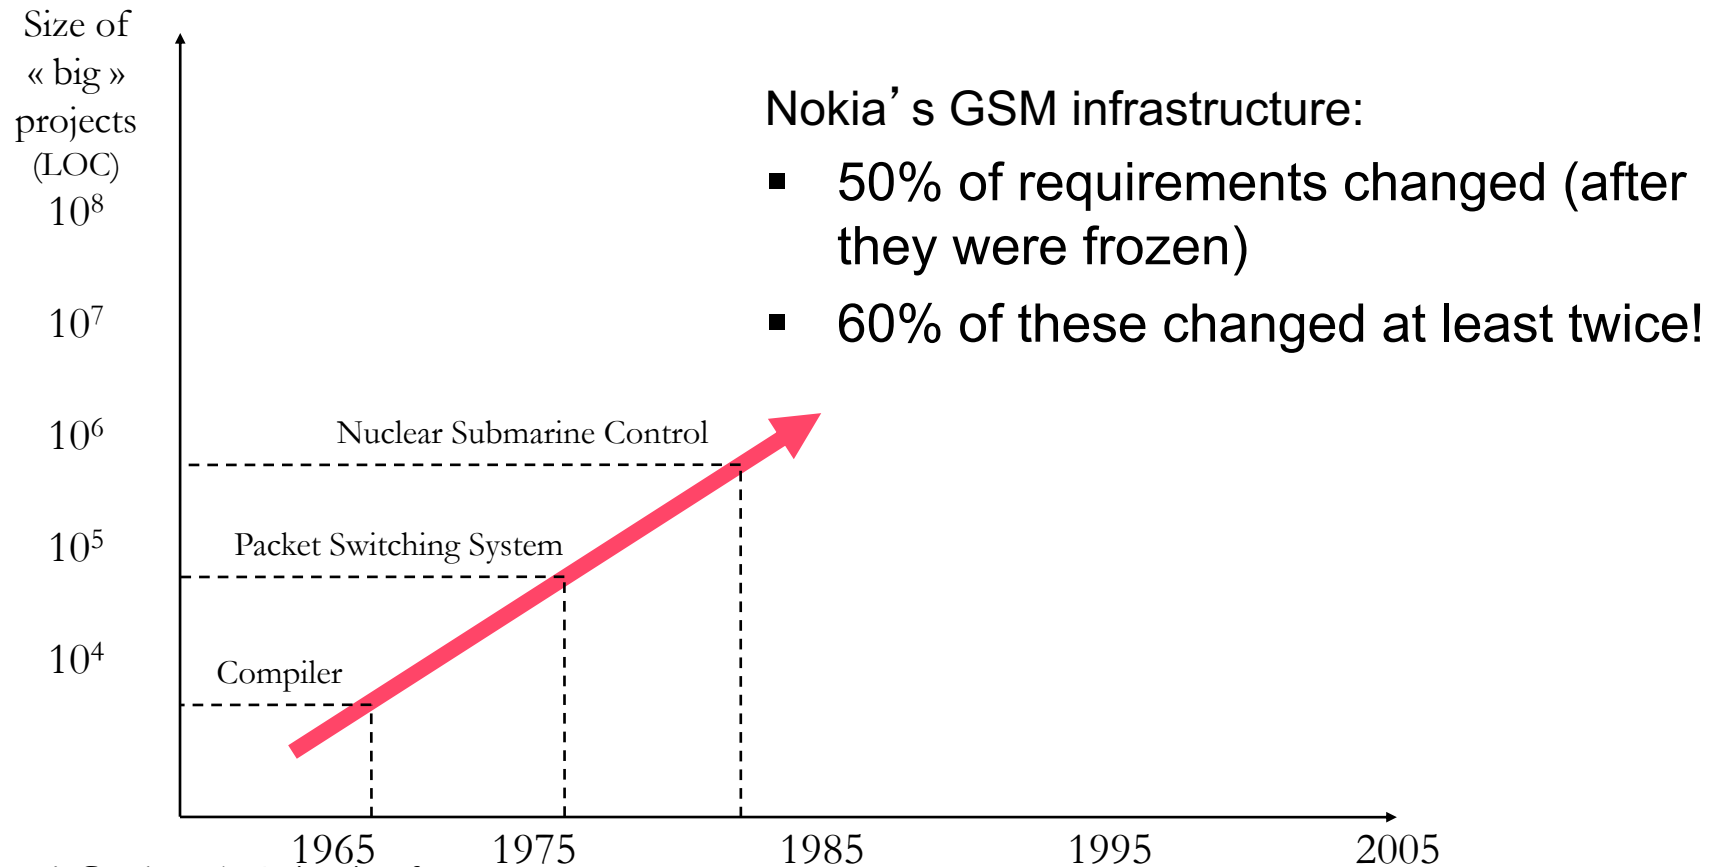 Size of
« big »
projects
(LOC)
10⁸
10⁷
10⁶
10⁵
10⁴
Nokia’s GSM infrastructure:
▪ 50% of requirements changed (after
they were frozen)
▪ 60% of these changed at least twice!
Nuclear Submarine Control
Packet Switching System
Compiler
1965 1975 1985 1995 2005